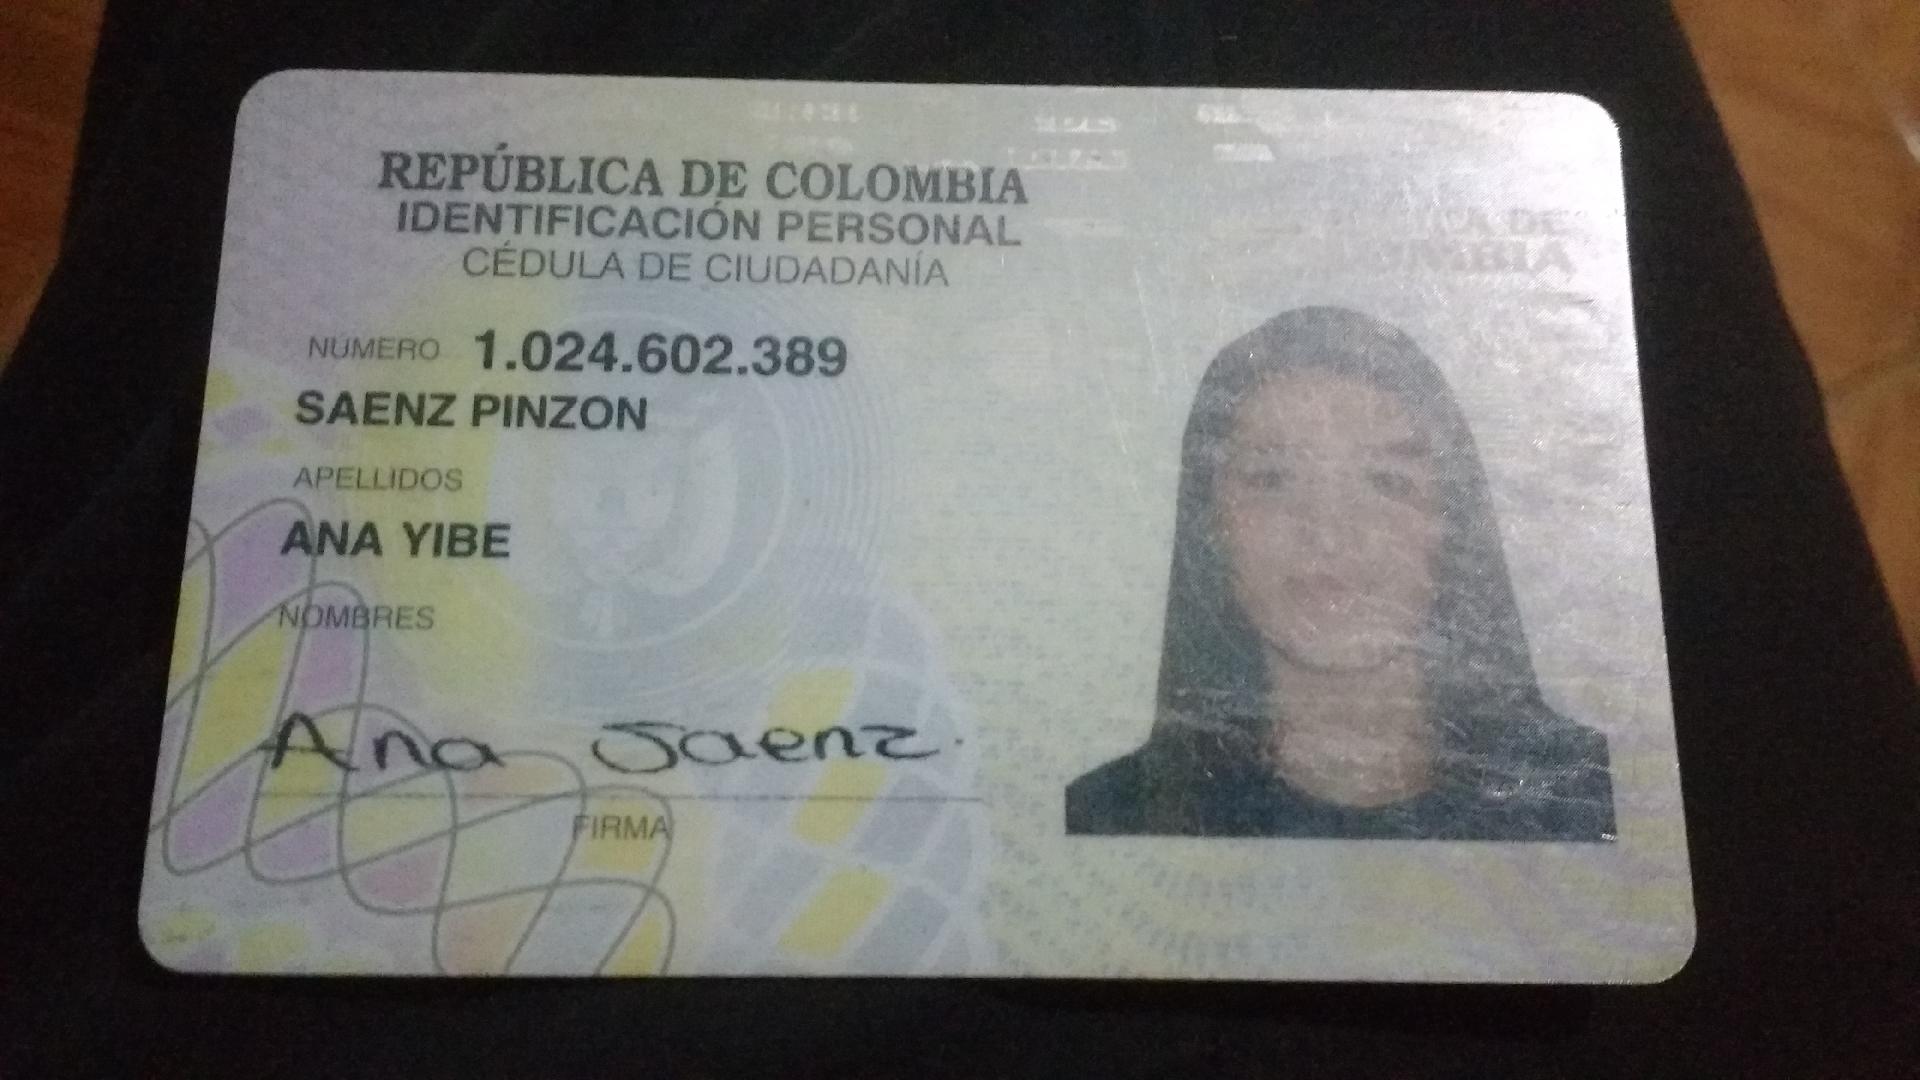 REPÚBLICA DE COLOMBIA
IDENTIFICACIÓN PERSONAL
CÉDULA DE CIUDADANÍA
NÚMERO 1.024.602.389
SAENZ PINZON
APELLIDOS
ANA YIBE
NOMBRES
Ana Saenz.
FIRMA